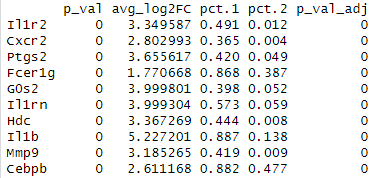 p_val avg_log2FC pct.1 pct.2 p_val_adj
Il1r2 0 3.349587 0.491 0.012 0
Cxcr2 0 2.802993 0.365 0.004 0
Ptgs2 0 3.655617 0.420 0.049 0
Fcer1g 0 1.770668 0.868 0.387 0
G0s2 0 3.999801 0.398 0.052 0
Il1rn 0 3.999304 0.573 0.059 0
Hdc 0 3.367269 0.444 0.008 0
Il1b 0 5.227201 0.887 0.138 0
Mmp9 0 3.185265 0.419 0.009 0
Cebpb 0 2.611168 0.882 0.477 0